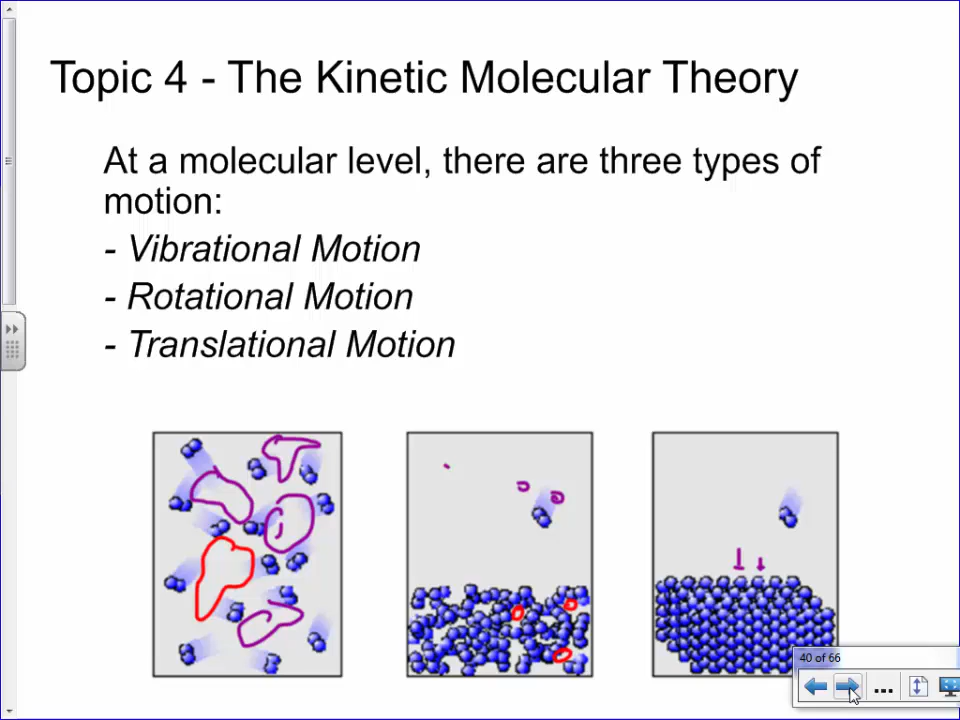 Topic 4 - The Kinetic Molecular Theory
At a molecular level, there are three types of
motion:
- Vibrational Motion
- Rotational Motion
- Translational Motion
40 of 66